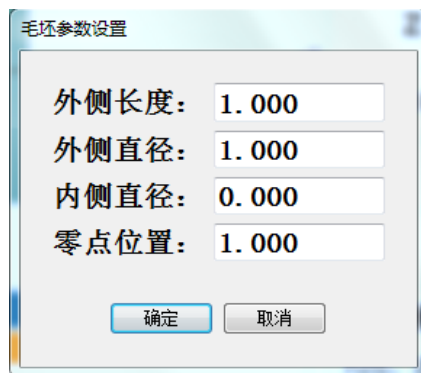 毛坯参数设置
外侧长度： 1.000
外侧直径： 1.000
内侧直径： 0.000
零点位置： 1.000
确定 取消